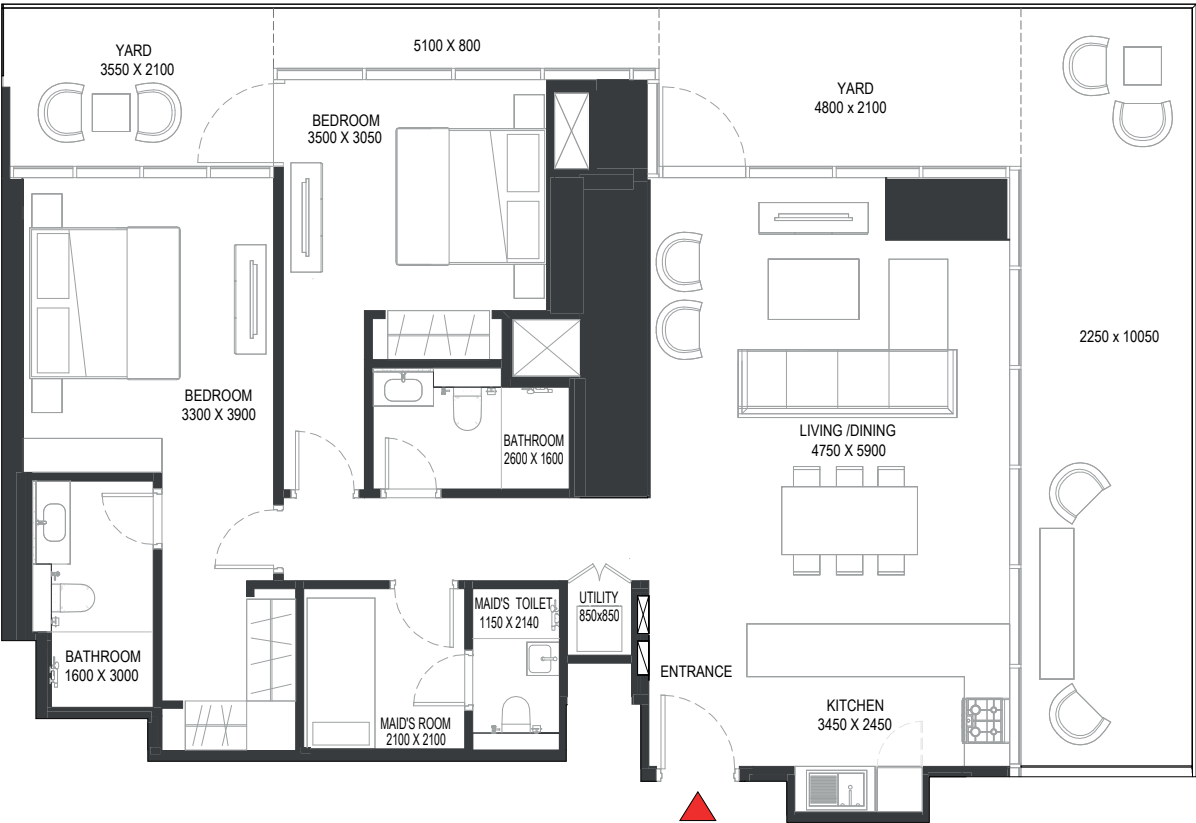 YARD
3550 X 2100
5100 X 800
YARD
4800 x 2100
BEDROOM
3500 X 3050
2250 x 10050
BEDROOM
3300 X 3900
LIVING /DINING
4750 X 5900
BATHROOM
2600 X 1600
UTILITY
850x850
MAID'S TOILET
1150 X 2140
BATHROOM
1600 X 3000
ENTRANCE
MAID'S ROOM
2100 X 2100
KITCHEN
3450 X 2450